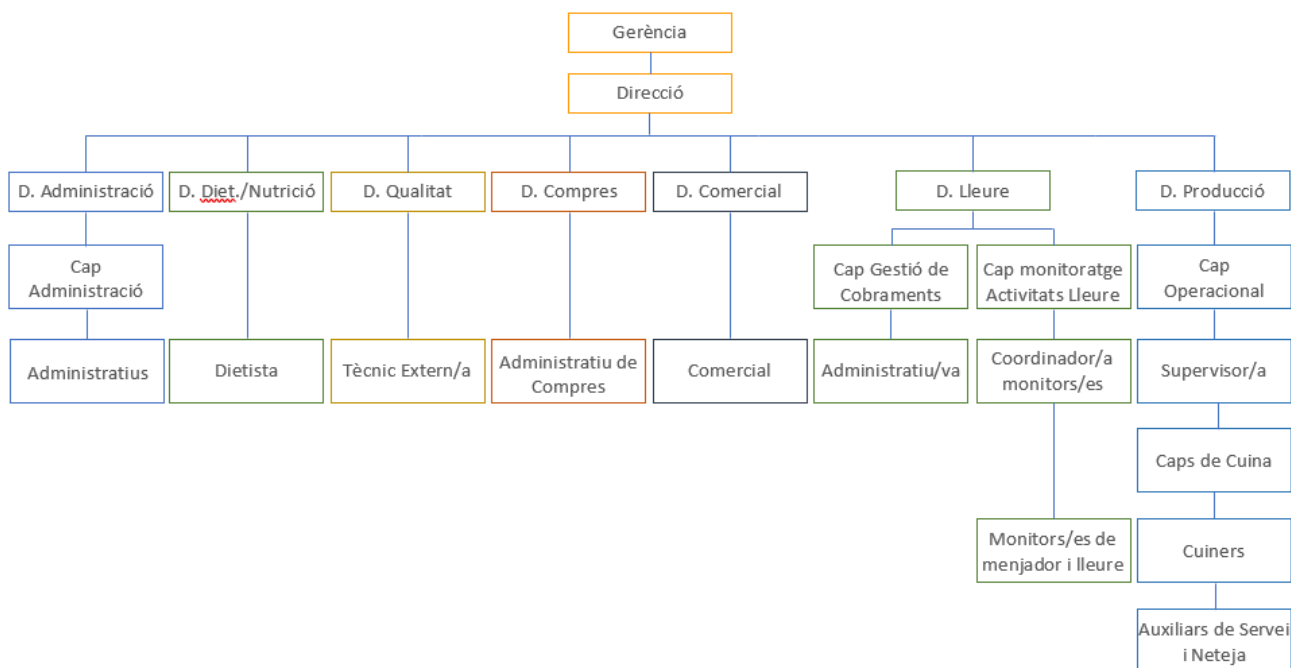 Gerència
Direcció
D. Administració
D. Diet./Nutrició
D. Qualitat
D. Compres
D. Comercial
D. Lleure
D. Producció
Cap
Administració
Cap Gestió de
Cobraments
Cap monitoratge
Activitats Lleure
Cap
Operacional
Administratius
Dietista
Tècnic Extern/a
Administratiu de
Compres
Comercial
Administratiu/va
Coordinador/a
monitors/es
Supervisor/a
Caps de Cuina
Monitors/es de
menjador i lleure
Cuiners
Auxiliars de Servei
i Neteja